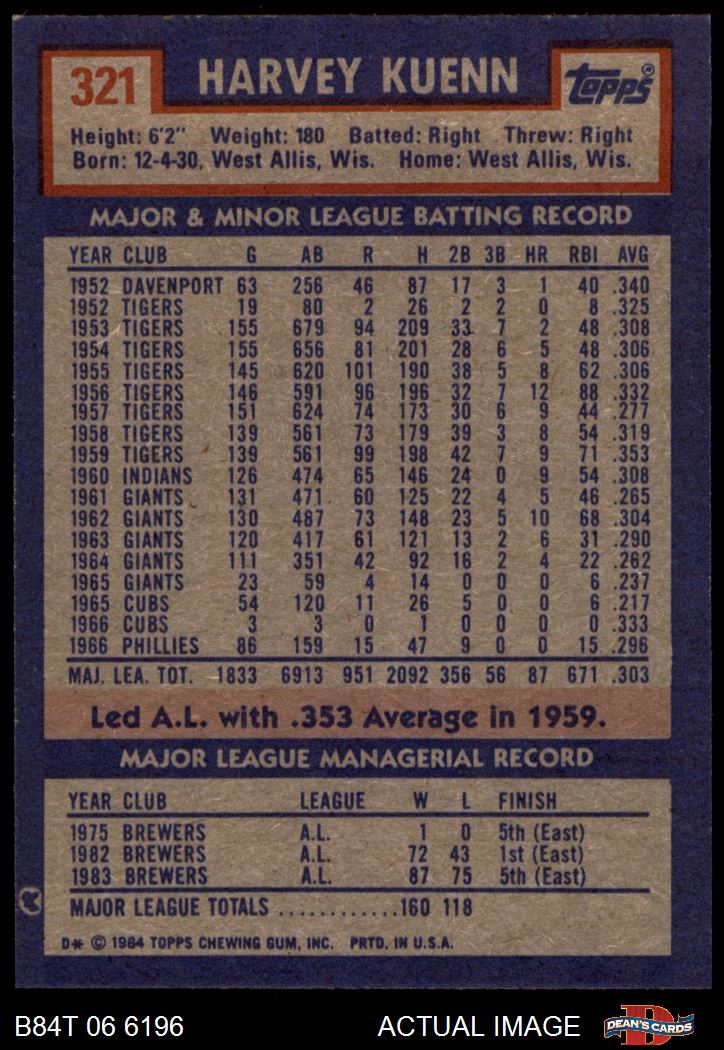 321 HARVEY KUENN TOPPS®
Height: 6'2" Weight: 180 Batted: Right Threw: Right
Born: 12-4-30, West Allis, Wis. Home: West Allis, Wis.
MAJOR & MINOR LEAGUE BATTING RECORD
YEAR CLUB G AB R H 2B 3B HR RBI AVG
1952 DAVENPORT 63 256 46 87 17 3 1 40 .340
1952 TIGERS 19 80 2 26 2 2 0 8 .325
1953 TIGERS 155 679 94 209 33 7 2 48 .308
1954 TIGERS 155 656 81 201 28 6 5 48 .306
1955 TIGERS 145 620 101 190 38 5 8 62 .306
1956 TIGERS 146 591 96 196 32 7 12 88 .332
1957 TIGERS 151 624 74 173 30 6 9 44 .277
1958 TIGERS 139 561 73 179 39 3 8 54 .319
1959 TIGERS 139 561 99 198 42 7 9 71 .353
1960 INDIANS 126 474 65 146 24 0 9 54 .308
1961 GIANTS 131 471 60 125 22 4 5 46 .265
1962 GIANTS 130 487 73 148 23 5 10 68 .304
1963 GIANTS 120 417 61 121 13 2 6 31 .290
1964 GIANTS 111 351 42 92 16 2 4 22 .262
1965 GIANTS 23 59 4 14 0 0 0 6 .237
1965 CUBS 54 120 11 26 5 0 0 6 .217
1966 CUBS 3 3 0 1 0 0 0 0 .333
1966 PHILLIES 86 159 15 47 9 0 0 15 .296
MAJ. LEA. TOT. 1833 6913 951 2092 356 56 87 671 .303
Led A.L. with .353 Average in 1959.
MAJOR LEAGUE MANAGERIAL RECORD
YEAR CLUB LEAGUE W L FINISH
1975 BREWERS A.L. 1 0 5th (East)
1982 BREWERS A.L. 72 43 1st (East)
1983 BREWERS A.L. 87 75 5th (East)
MAJOR LEAGUE TOTALS ............160 118
D* © 1984 TOPPS CHEWING GUM, INC. PRTD. IN U.S.A.
B84T 06 6196 ACTUAL IMAGE D DEAN'S CARDS